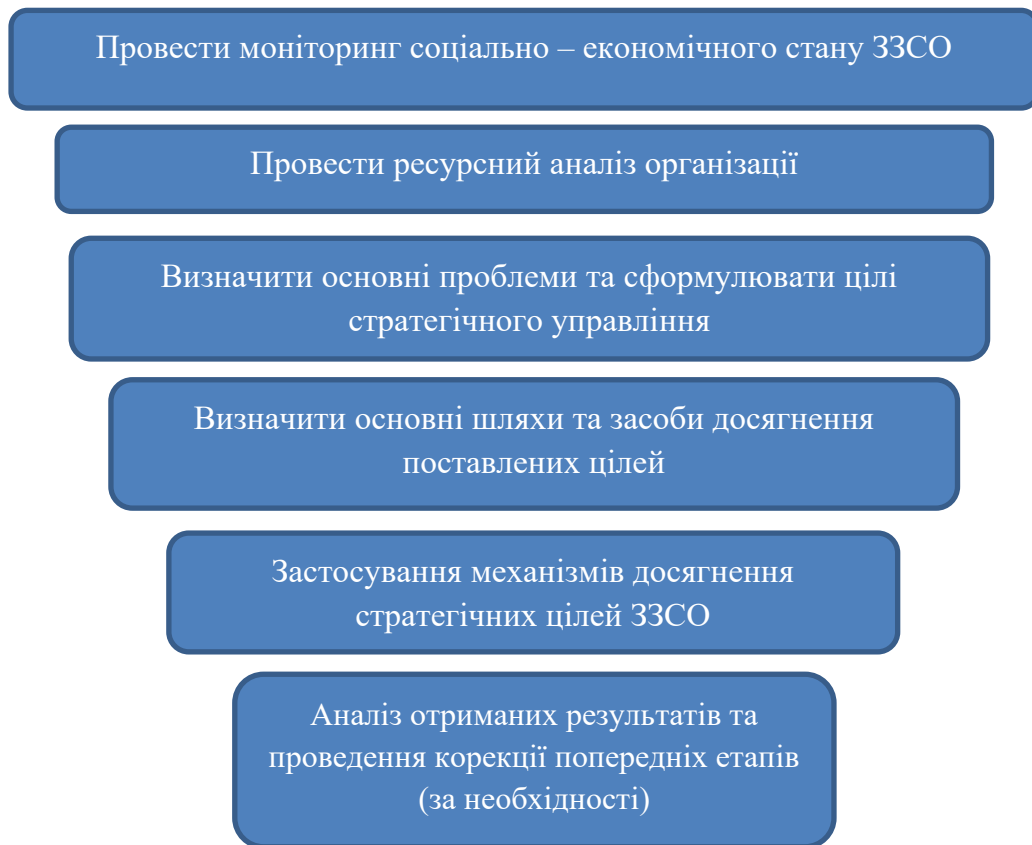 Провести моніторинг соціально – економічного стану ЗЗСО
Провести ресурсний аналіз організації
Визначити основні проблеми та сформулювати цілі
стратегічного управління
Визначити основні шляхи та засоби досягнення
поставлених цілей
Застосування механізмів досягнення
стратегічних цілей ЗЗСО
Аналіз отриманих результатів та
проведення корекції попередніх етапів
(за необхідності)